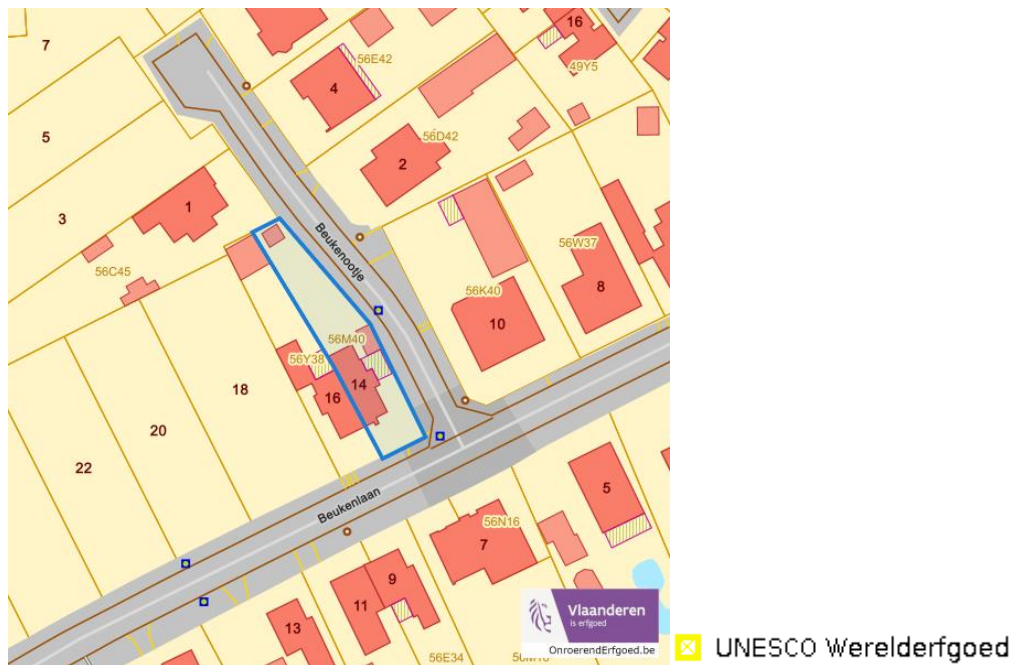 7
16
56E42
49Y5
4
5
56D42
2
1
3
Beukenootje
56W37
56C45
8
56K40
10
56M40
56Y38
14
18
16
20
22
5
Beukenlaan
56N16
7
9
11
Vlaanderen
is erfgoed
13
OnroerendErfgoed.be
56E34
UNESCO Werelderfgoed